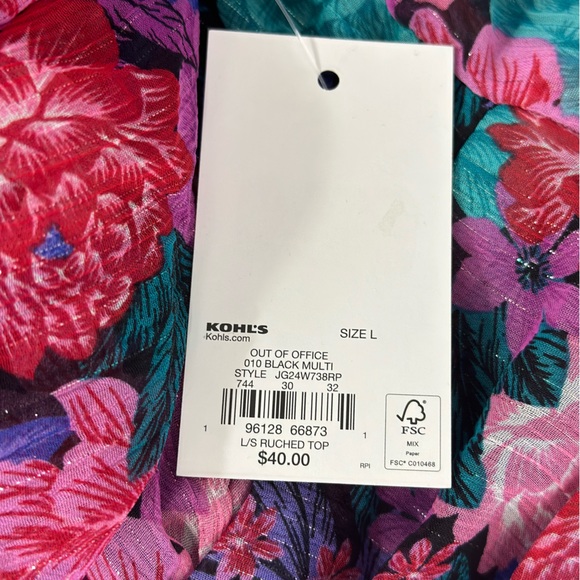 KOHL'S
Kohls.com
SIZE L
OUT OF OFFICE
010 BLACK MULTI
STYLE JG24W738RP
744 30 32
1 96128 66873 1
L/S RUCHED TOP
$40.00
RPI
FSC
MIX
Paper
FSC® C010468